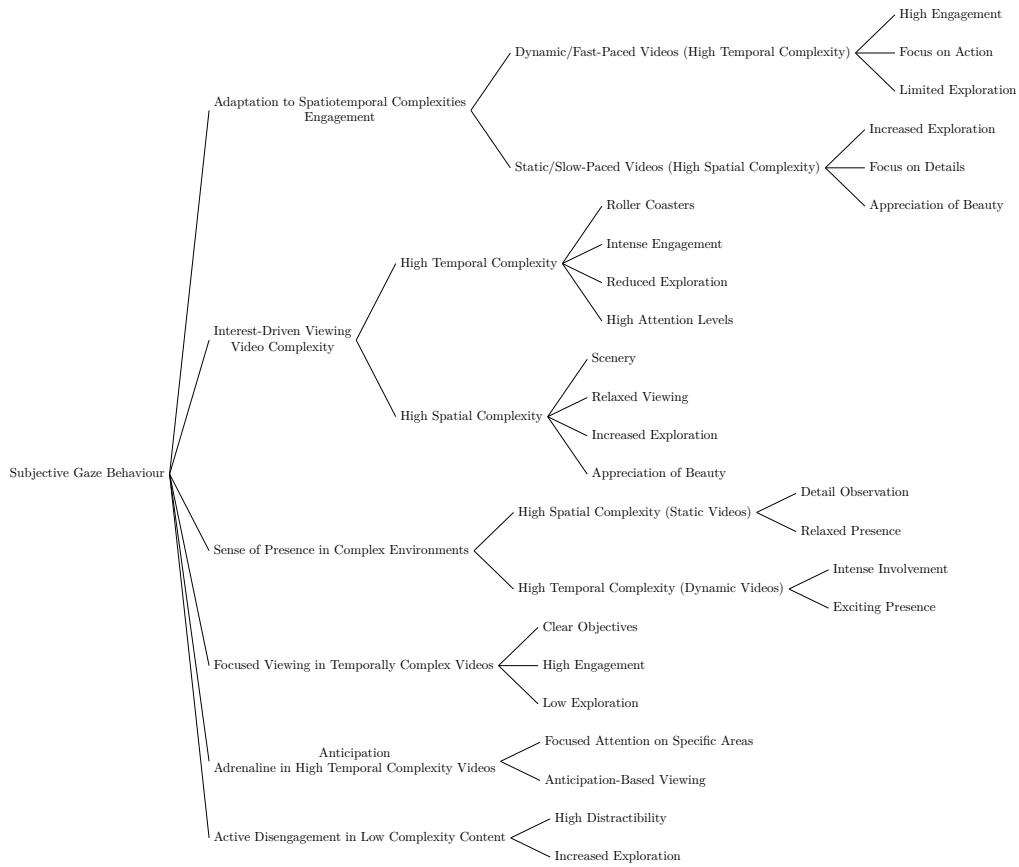 Subjective Gaze Behaviour
Adaptation to Spatiotemporal Complexities
Engagement
Dynamic/Fast-Paced Videos (High Temporal Complexity)
High Engagement
Focus on Action
Limited Exploration
Static/Slow-Paced Videos (High Spatial Complexity)
Increased Exploration
Focus on Details
Appreciation of Beauty
Interest-Driven Viewing
Video Complexity
High Temporal Complexity
Roller Coasters
Intense Engagement
Reduced Exploration
High Attention Levels
High Spatial Complexity
Scenery
Relaxed Viewing
Increased Exploration
Appreciation of Beauty
Sense of Presence in Complex Environments
High Spatial Complexity (Static Videos)
Detail Observation
Relaxed Presence
High Temporal Complexity (Dynamic Videos)
Intense Involvement
Exciting Presence
Focused Viewing in Temporally Complex Videos
Clear Objectives
High Engagement
Low Exploration
Anticipation
Adrenaline in High Temporal Complexity Videos
Focused Attention on Specific Areas
Anticipation-Based Viewing
Active Disengagement in Low Complexity Content
High Distractibility
Increased Exploration